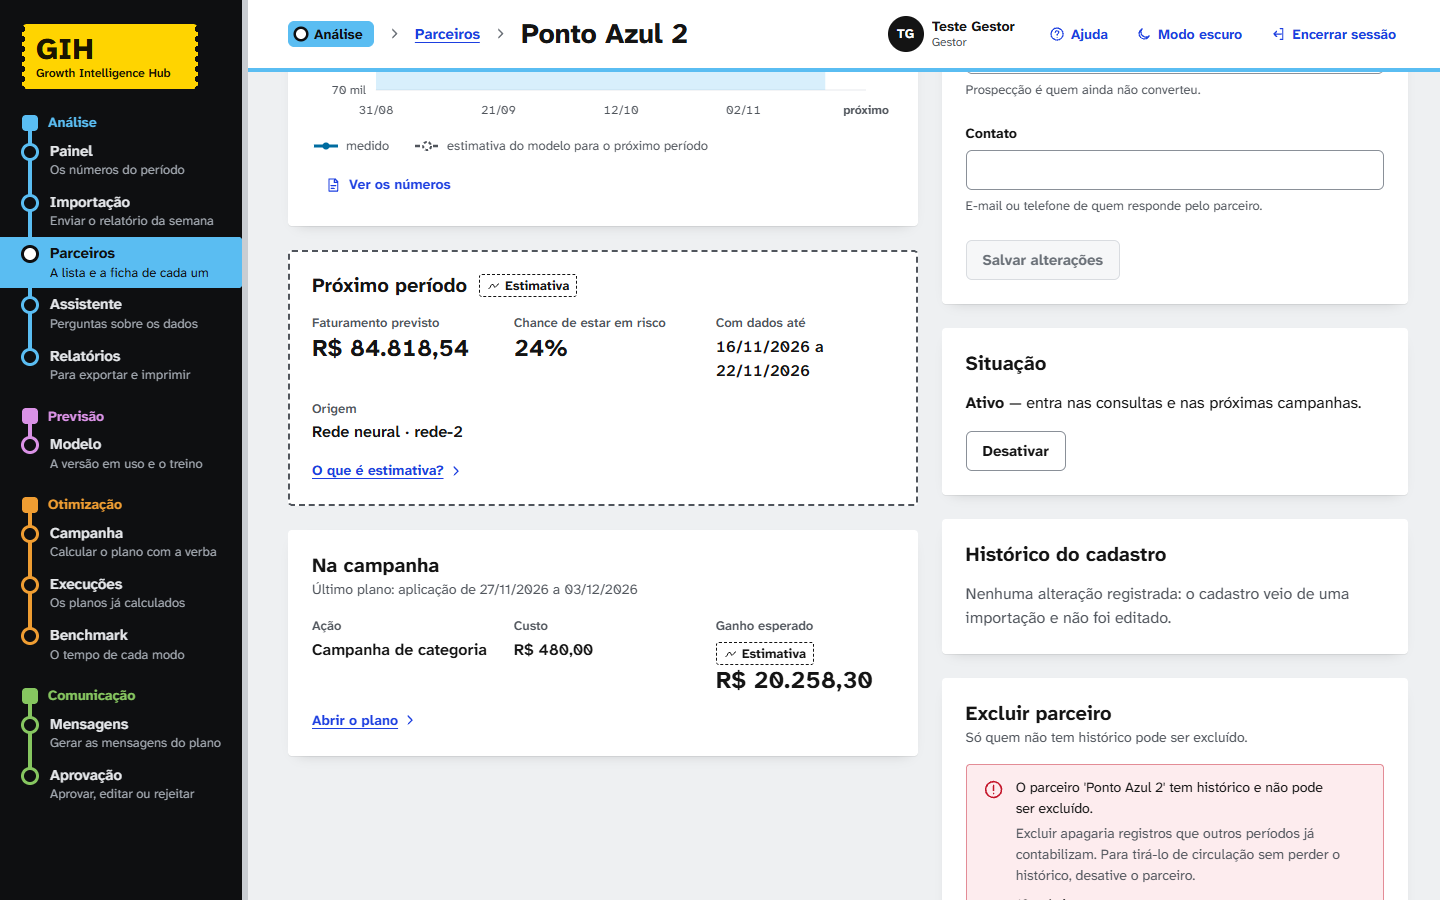 GIH
Growth Intelligence Hub
Análise
Painel
Os números do período
Importação
Enviar o relatório da semana
Parceiros
A lista e a ficha de cada um
Assistente
Perguntas sobre os dados
Relatórios
Para exportar e imprimir
Previsão
Modelo
A versão em uso e o treino
Otimização
Campanha
Calcular o plano com a verba
Execuções
Os planos já calculados
Benchmark
O tempo de cada modo
Comunicação
Mensagens
Gerar as mensagens do plano
Aprovação
Aprovar, editar ou rejeitar
Análise
Parceiros
Ponto Azul 2
TG
Teste Gestor
Gestor
Ajuda
Modo escuro
Encerrar sessão
70 mil
31/08
21/09
12/10
02/11
próximo
medido
estimativa do modelo para o próximo período
Ver os números
Próximo período
Estimativa
Faturamento previsto
R$ 84.818,54
Chance de estar em risco
24%
Com dados até
16/11/2026 a
22/11/2026
Origem
Rede neural · rede-2
O que é estimativa?
Na campanha
Último plano: aplicação de 27/11/2026 a 03/12/2026
Ação
Campanha de categoria
Custo
R$ 480,00
Ganho esperado
Estimativa
R$ 20.258,30
Abrir o plano
Prospecção é quem ainda não converteu.
Contato
E-mail ou telefone de quem responde pelo parceiro.
Salvar alterações
Situação
Ativo — entra nas consultas e nas próximas campanhas.
Desativar
Histórico do cadastro
Nenhuma alteração registrada: o cadastro veio de uma
importação e não foi editado.
Excluir parceiro
Só quem não tem histórico pode ser excluído.
O parceiro 'Ponto Azul 2' tem histórico e não pode
ser excluído.
Excluir apagaria registros que outros períodos já
contabilizam. Para tirá-lo de circulação sem perder o
histórico, desative o parceiro.